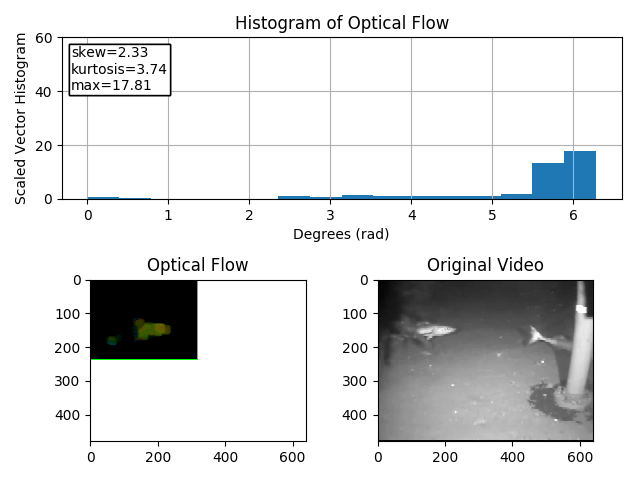 Histogram of Optical Flow
60
40
20
0
Scaled Vector Histogram
skew=2.33
kurtosis=3.74
max=17.81
0 1 2 3 4 5 6
Degrees (rad)
Optical Flow
0
100
200
300
400
0 200 400 600
Original Video
0
100
200
300
400
0 200 400 600